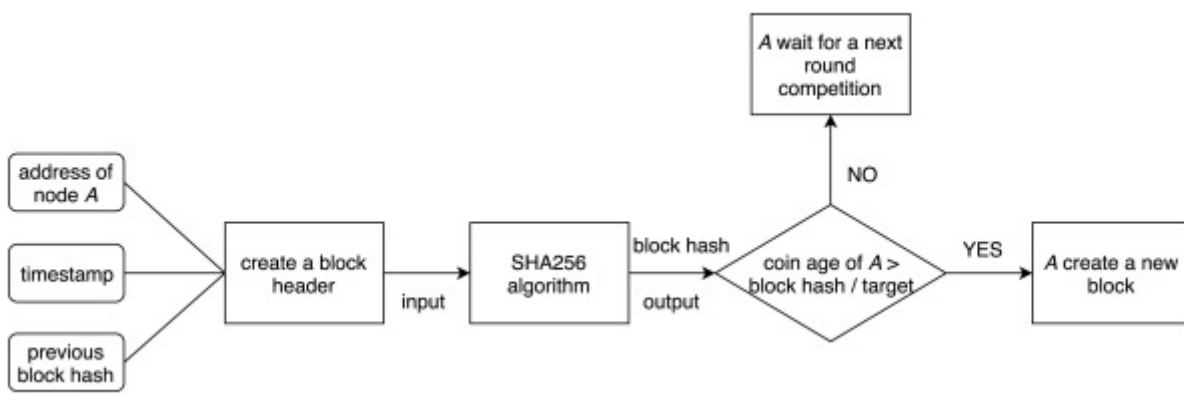 A wait for a next
round
competition
address of
node A
NO
timestamp
create a block
header
input
SHA256
algorithm
block hash
output
coin age of A >
block hash / target
YES
A create a new
block
previous
block hash